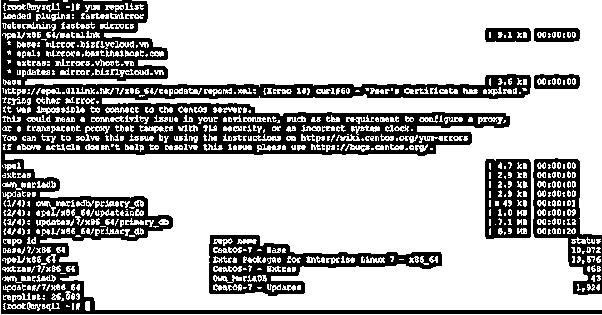 [root@mysql1 ~]# yum repolist
Loaded plugins: fastestmirror
Determining fastest mirrors
epel/x86_64/metalink | 9.1 kB 00:00:00
* base: mirror.bizflycloud.vn
* epel: mirrors.bestthaihost.com
* extras: mirrors.vhost.vn
* updates: mirror.bizflycloud.vn
base | 3.6 kB 00:00:00
https://epel.01link.hk/7/x86_64/repodata/repomd.xml: [Errno 14] curl#60 - "Peer's Certificate has expired."
Trying other mirror.
It was impossible to connect to the CentOS servers.
This could mean a connectivity issue in your environment, such as the requirement to configure a proxy,
or a transparent proxy that tampers with TLS security, or an incorrect system clock.
You can try to solve this issue by using the instructions on https://wiki.centos.org/yum-errors
If above article doesn't help to resolve this issue please use https://bugs.centos.org/.
epel | 4.7 kB 00:00:00
extras | 2.9 kB 00:00:00
own_mariadb | 2.9 kB 00:00:00
updates | 2.9 kB 00:00:00
(1/4): own_mariadb/primary_db | 49 kB 00:00:01
(2/4): epel/x86_64/updateinfo | 1.0 MB 00:00:09
(3/4): updates/7/x86_64/primary_db | 7.1 MB 00:00:12
(4/4): epel/x86_64/primary_db | 6.9 MB 00:00:20
repo id repo name status
base/7/x86_64 CentOS-7 - Base 10,072
epel/x86_64 Extra Packages for Enterprise Linux 7 - x86_64 13,576
extras/7/x86_64 CentOS-7 - Extras 468
own_mariadb Own_MariaDB 43
updates/7/x86_64 CentOS-7 - Updates 1,924
repolist: 26,083
[root@mysql1 ~]#